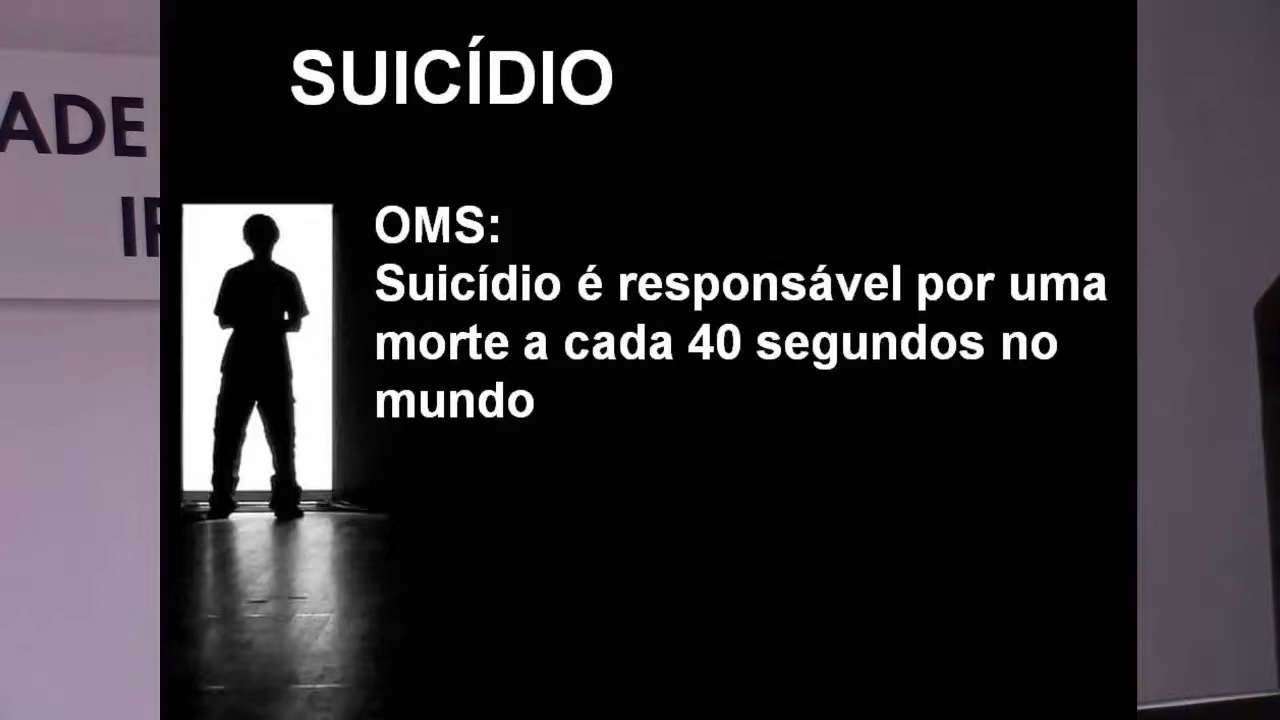 SUICÍDIO
ADE
OMS:
Suicídio é responsável por uma
morte a cada 40 segundos no
mundo